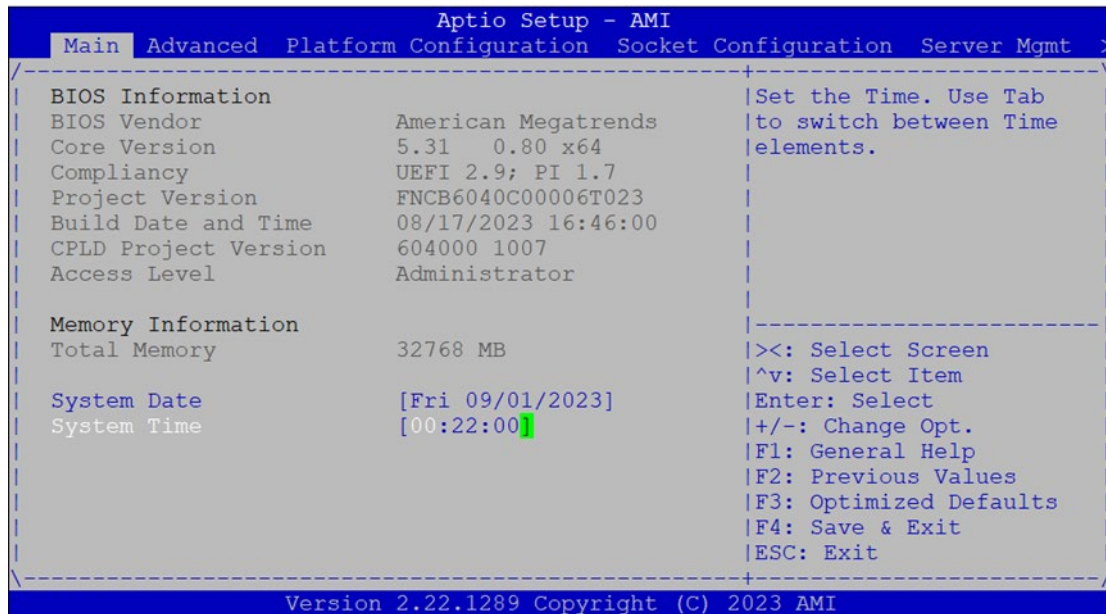 Aptio Setup - AMI
Main Advanced Platform Configuration Socket Configuration Server Mgmt >
BIOS Information
BIOS Vendor American Megatrends
Core Version 5.31 0.80 x64
Compliancy UEFI 2.9; PI 1.7
Project Version FNCB6040C00006T023
Build Date and Time 08/17/2023 16:46:00
CPLD Project Version 604000 1007
Access Level Administrator
Memory Information
Total Memory 32768 MB
System Date [Fri 09/01/2023]
System Time [00:22:00]
Set the Time. Use Tab
to switch between Time
elements.
><: Select Screen
^v: Select Item
Enter: Select
+/-: Change Opt.
F1: General Help
F2: Previous Values
F3: Optimized Defaults
F4: Save & Exit
ESC: Exit
Version 2.22.1289 Copyright (C) 2023 AMI